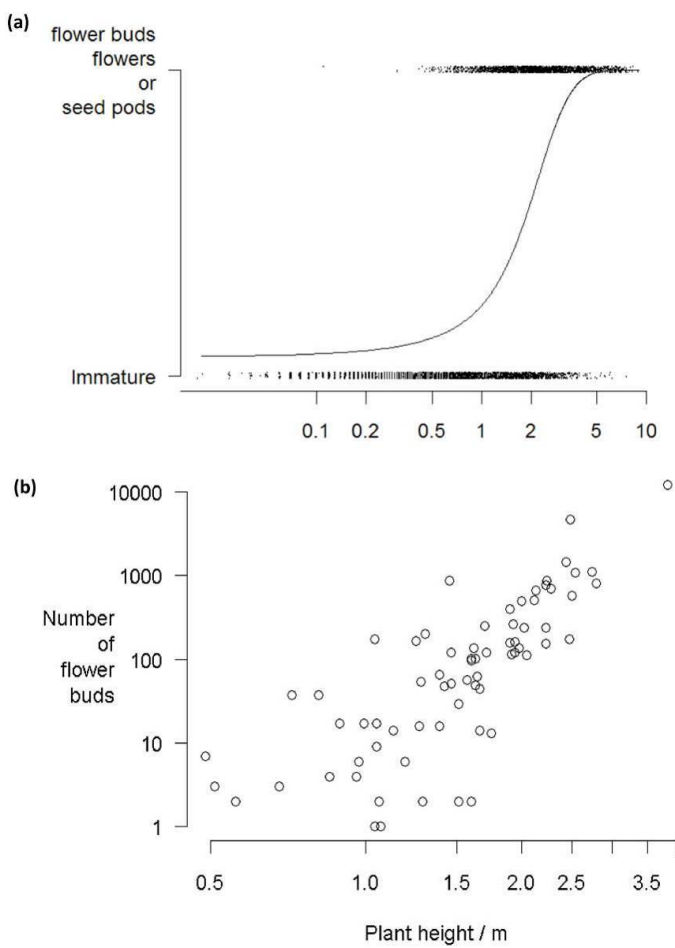 (a)
flower buds
flowers
or
seed pods
Immature
0.1 0.2 0.5 1 2 5 10
(b)
10000
1000
Number
of
flower
buds
100
10
1
0.5 1.0 1.5 2.0 2.5 3.5
Plant height / m